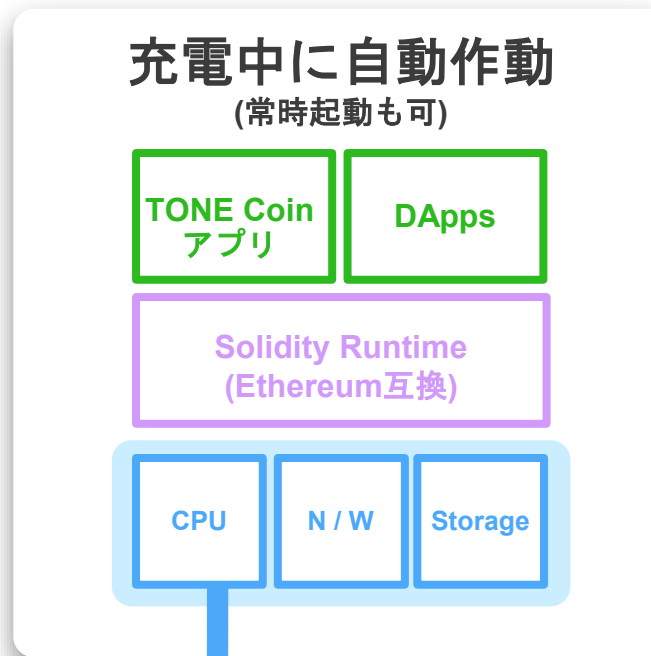 充電中に自動作動
(常時起動も可)
TONE Coin
アプリ
DApps
Solidity Runtime
(Ethereum互換)
CPU
N / W
Storage